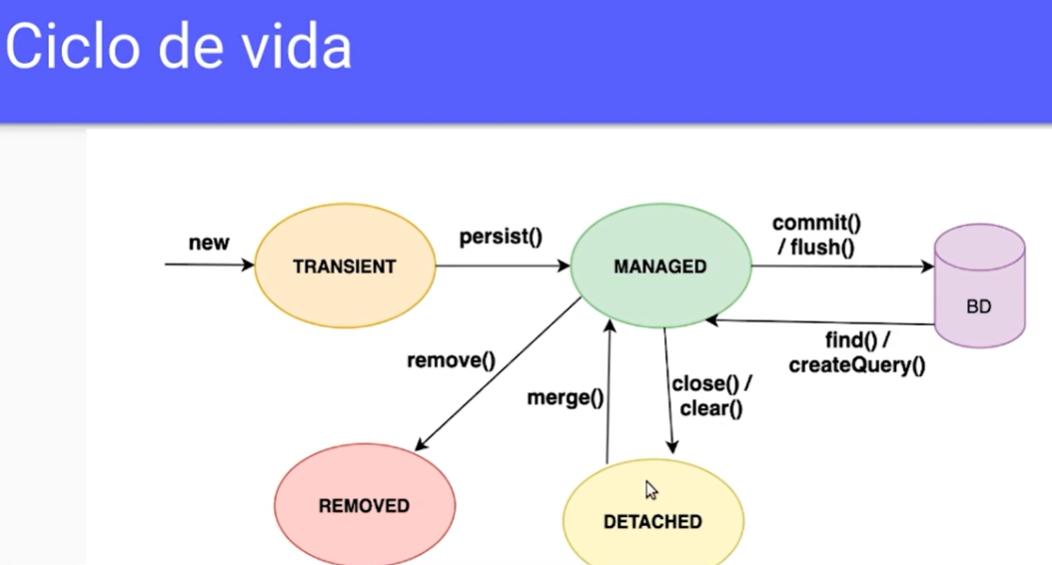 Ciclo de vida
new
TRANSIENT
persist()
MANAGED
commit()
/ flush()
BD
find() /
createQuery()
remove()
merge()
close() /
clear()
REMOVED
DETACHED